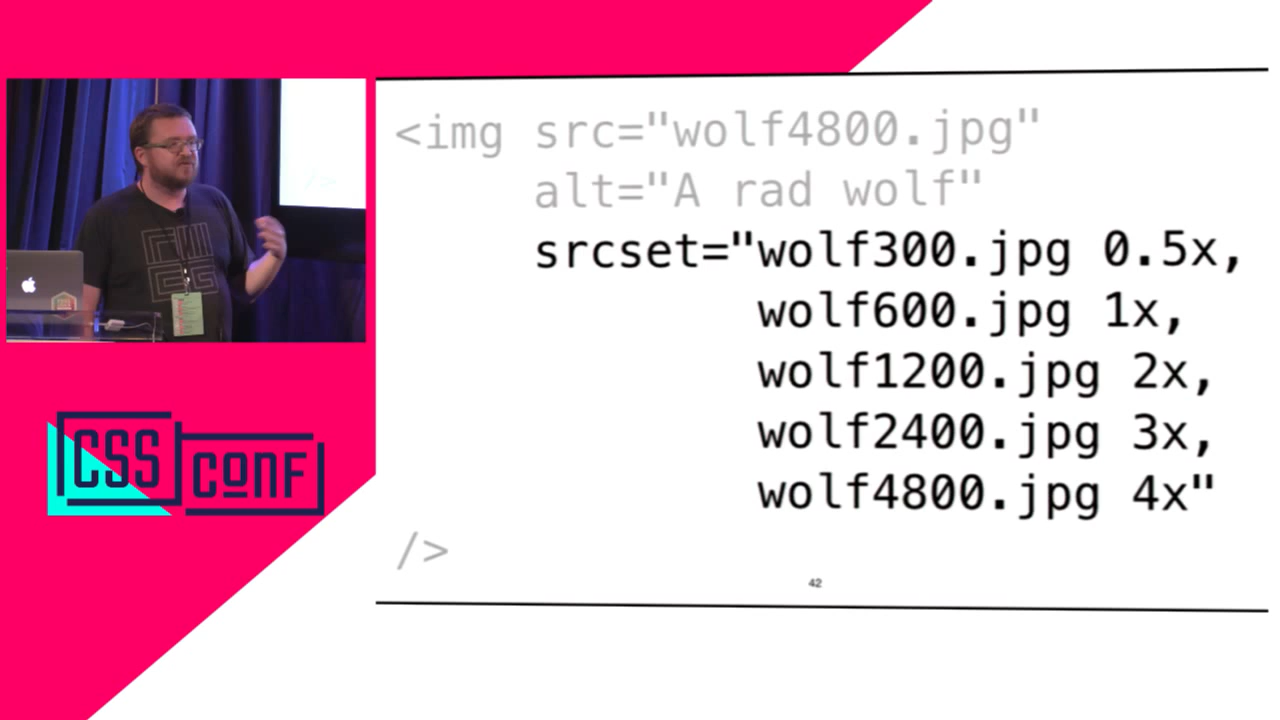 <img src="wolf4800.jpg"
alt="A rad wolf"
srcset="wolf300.jpg 0.5x,
wolf600.jpg 1x,
wolf1200.jpg 2x,
wolf2400.jpg 3x,
wolf4800.jpg 4x"
/>
42
CSS
CONF